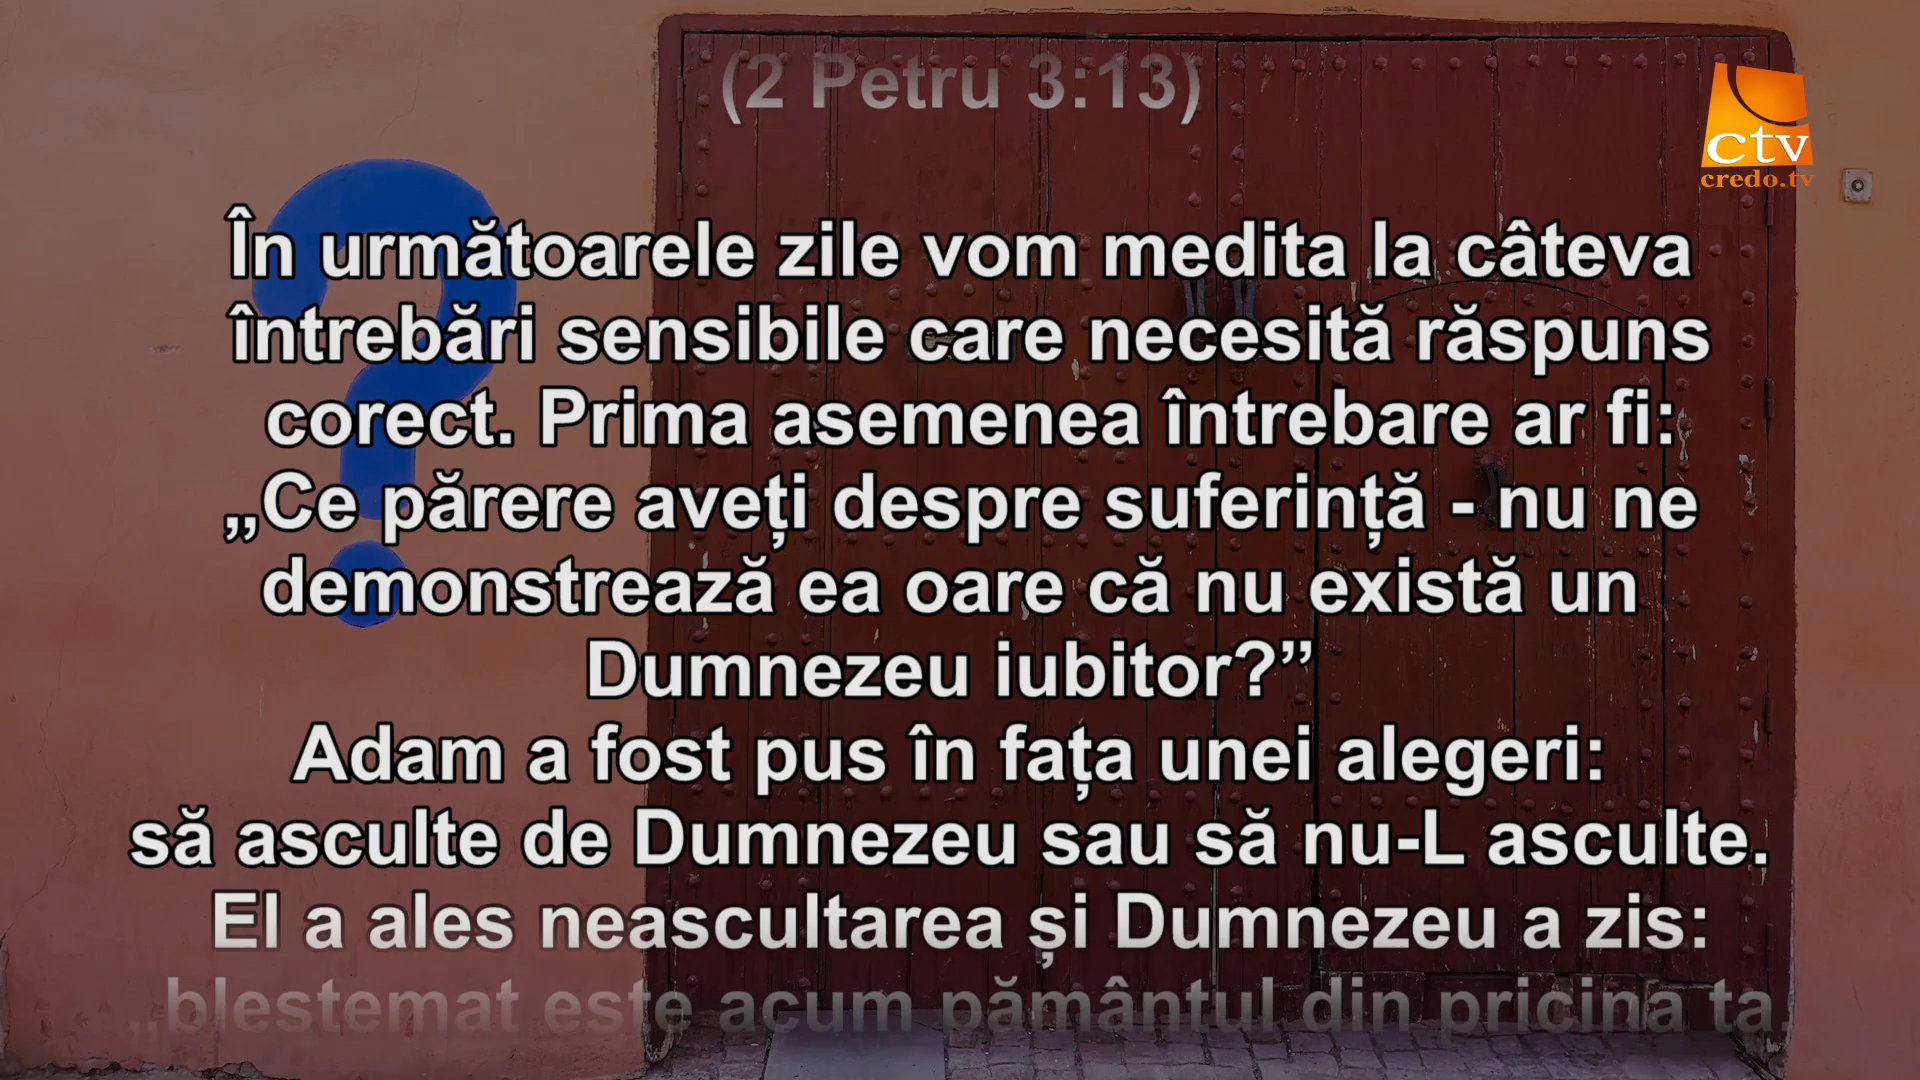 (2 Petru 3:13)
ctv
credo.tv
În următoarele zile vom medita la câteva
întrebări sensibile care necesită răspuns
corect. Prima asemenea întrebare ar fi:
„Ce părere aveți despre suferință - nu ne
demonstrează ea oare că nu există un
Dumnezeu iubitor?”
Adam a fost pus în fața unei alegeri:
să asculte de Dumnezeu sau să nu-L asculte.
El a ales neascultarea și Dumnezeu a zis:
„blestemat este acum pământul din pricina ta,